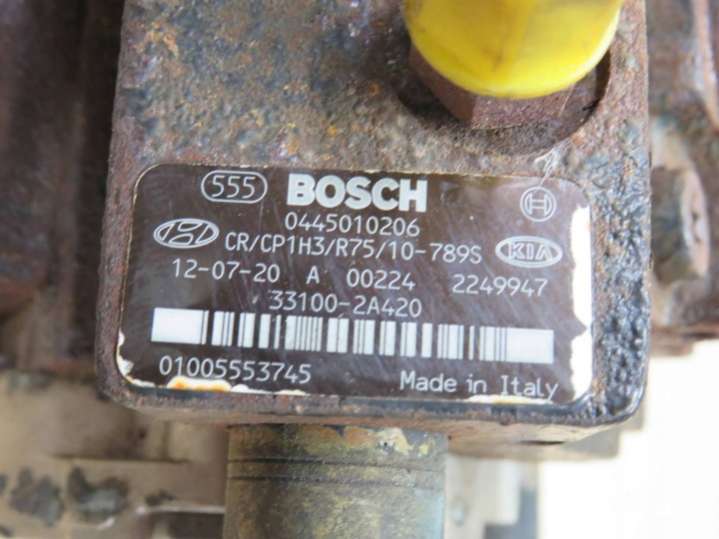 555 BOSCH
0445010206
CR/CP1H3/R75/10-789S KIA
12-07-20 A 00224 2249947
33100-2A420
01005553745 Made in Italy